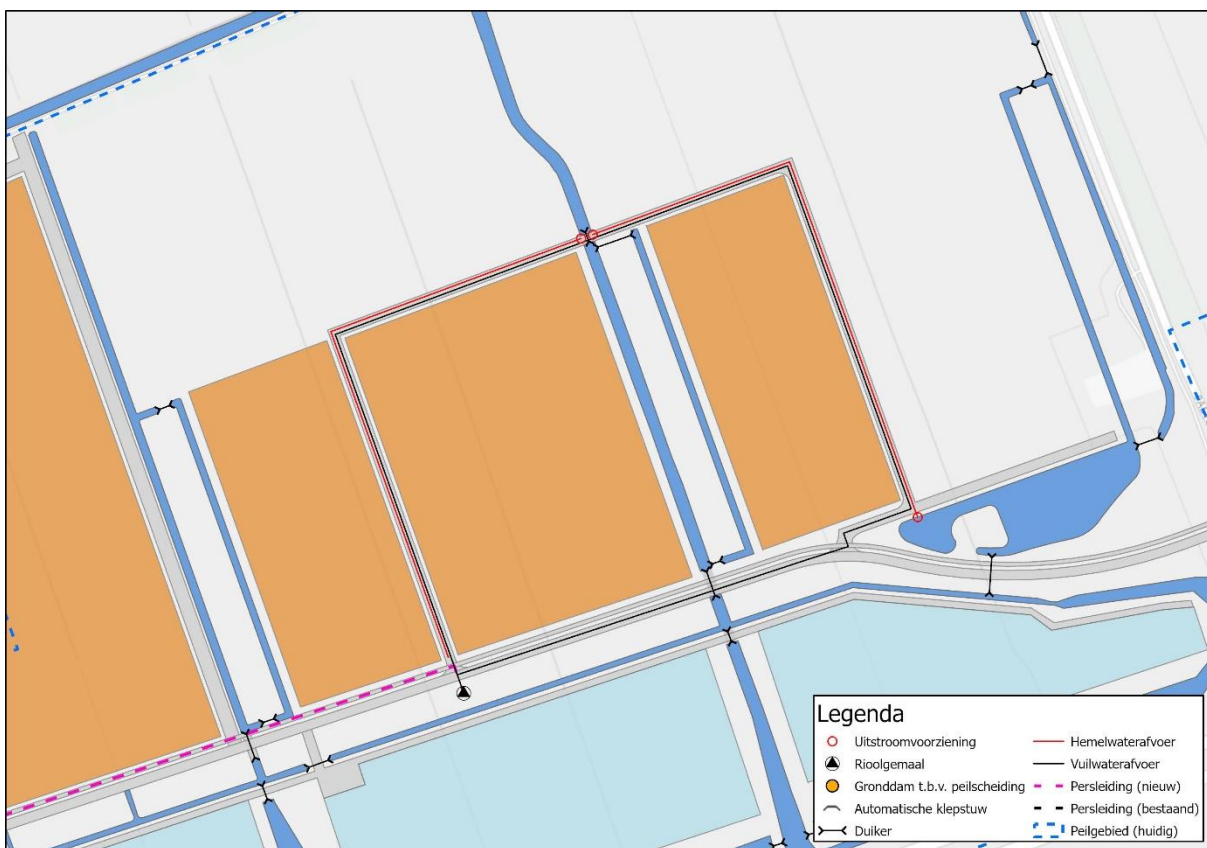 Legenda
Uitstroomvoorziening
Rioolgemaal
Gronddam t.b.v. peilscheiding
Automatische klepstuw
Duiker
Hemelwaterafvoer
Vuilwaterafvoer
Persleiding (nieuw)
Persleiding (bestaand)
Peilgebied (huidig)